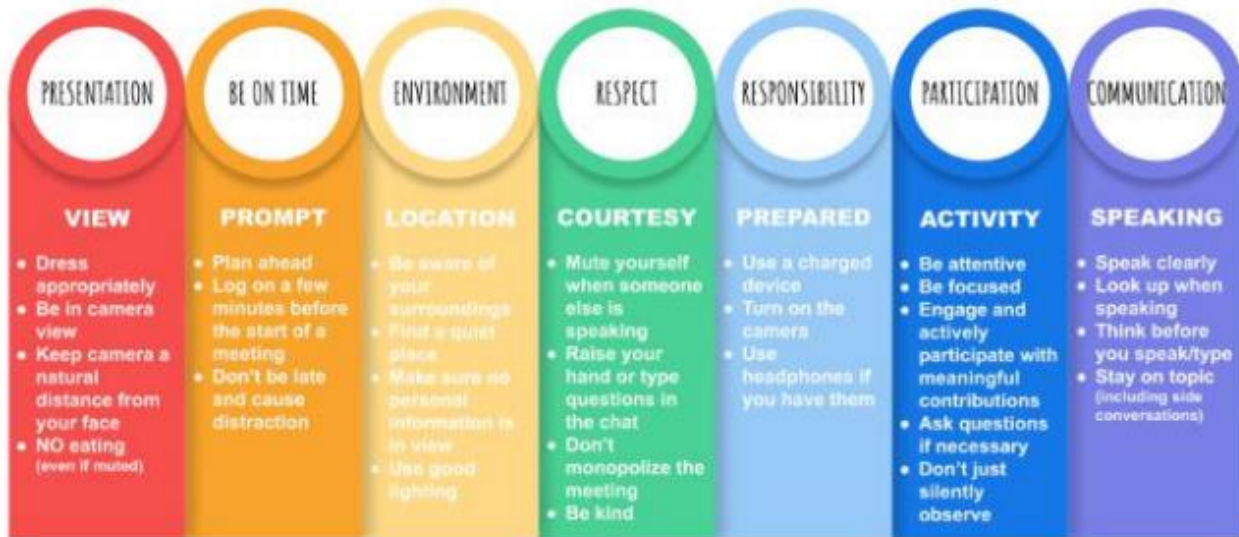 PRESENTATION
VIEW
• Dress
appropriately
• Be in camera
view
• Keep camera a
natural
distance from
your face
• NO eating
(even if muted)
BE ON TIME
PROMPT
• Plan ahead
• Log on a few
minutes before
the start of a
meeting
• Don't be late
and cause
distraction
ENVIRONMENT
LOCATION
• Be aware of
your
surroundings
• Find a quiet
place
• Make sure no
personal
information is
in view
• Use good
lighting
RESPECT
COURTESY
• Mute yourself
when someone
else is
speaking
• Raise your
hand or type
questions in
the chat
• Don't
monopolize the
meeting
• Be kind
RESPONSIBILITY
PREPARED
• Use a charged
device
• Turn on the
camera
• Use
headphones if
you have them
PARTICIPATION
ACTIVITY
• Be attentive
• Be focused
• Engage and
actively
participate with
meaningful
contributions
• Ask questions
if necessary
• Don't just
silently
observe
COMMUNICATION
SPEAKING
• Speak clearly
• Look up when
speaking
• Think before
you speak/type
• Stay on topic
(including side
conversations)